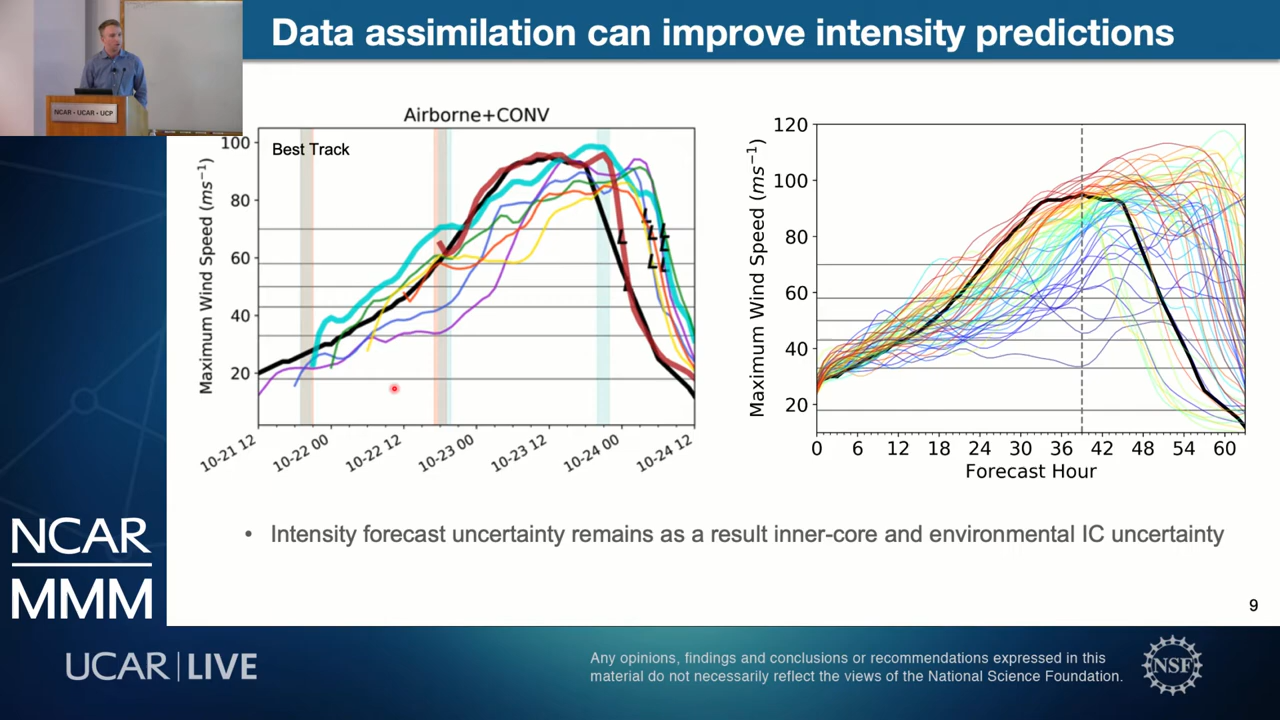 Data assimilation can improve intensity predictions
NCAR • UCAR • UCP
Airborne+CONV
Best Track
Maximum Wind Speed (ms⁻¹)
100
80
60
40
20
L
L
L
L
L
L
L
L
10-21 12
10-22 00
10-22 12
10-23 00
10-23 12
10-24 00
10-24 12
Maximum Wind Speed (ms⁻¹)
120
100
80
60
40
20
0 6 12 18 24 30 36 42 48 54 60
Forecast Hour
• Intensity forecast uncertainty remains as a result inner-core and environmental IC uncertainty
9
NCAR
MMM
UCAR | LIVE
Any opinions, findings and conclusions or recommendations expressed in this
material do not necessarily reflect the views of the National Science Foundation.
NSF